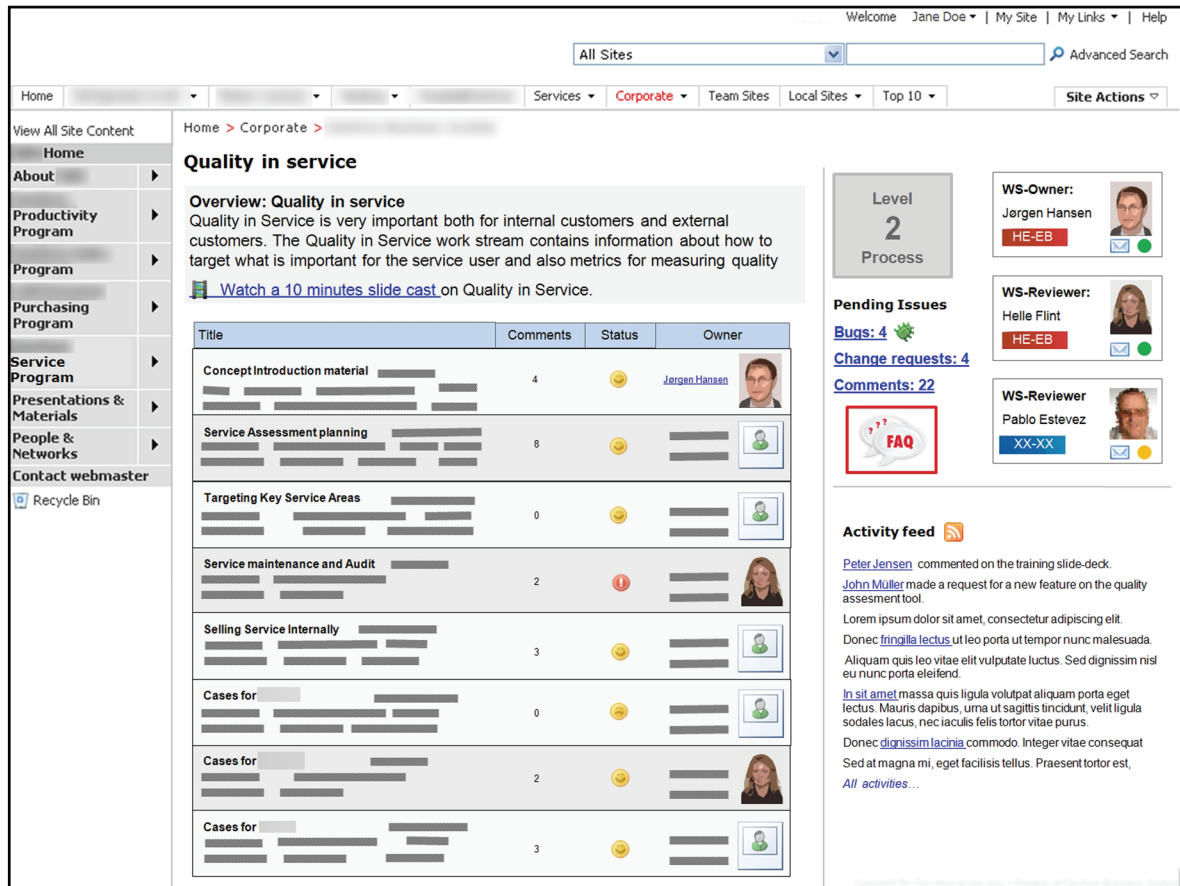 Welcome Jane Doe | My Site | My Links | Help
All Sites
Advanced Search
Home
Services
Corporate
Team Sites
Local Sites
Top 10
Site Actions
View All Site Content
Home
About
Productivity
Program
Program
Purchasing
Program
Service
Program
Presentations &
Materials
People &
Networks
Contact webmaster
Recycle Bin
Home > Corporate >
Quality in service
Overview: Quality in service
Quality in Service is very important both for internal customers and external
customers. The Quality in Service work stream contains information about how to
target what is important for the service user and also metrics for measuring quality
Watch a 10 minutes slide cast on Quality in Service.
Title Comments Status Owner
Concept Introduction material
4
Jørgen Hansen
Service Assessment planning
8
Targeting Key Service Areas
0
Service maintenance and Audit
2
Selling Service Internally
3
Cases for
0
Cases for
2
Cases for
3
Level
2
Process
Pending Issues
Bugs: 4
Change requests: 4
Comments: 22
???
FAQ
WS-Owner:
Jørgen Hansen
HE-EB
WS-Reviewer:
Helle Flint
HE-EB
WS-Reviewer
Pablo Estevez
XX-XX
Activity feed
Peter Jensen commented on the training slide-deck.
John Müller made a request for a new feature on the quality
assesment tool.
Lorem ipsum dolor sit amet, consectetur adipiscing elit.
Donec fringilla lectus ut leo porta ut tempor nunc malesuada.
Aliquam quis leo vitae elit vulputate luctus. Sed dignissim nisl
eu nunc porta eleifend.
In sit amet massa quis ligula volutpat aliquam porta eget
lectus. Mauris dapibus, urna ut sagittis tincidunt, velit ligula
sodales lacus, nec iaculis felis tortor vitae purus.
Donec dignissim lacinia commodo. Integer vitae consequat
Sed at magna mi, eget facilisis tellus. Praesent tortor est,
All activities…